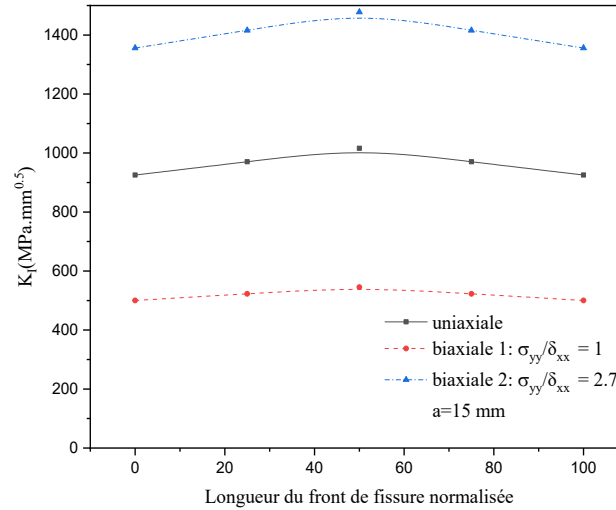 1400
1200
1000
800
600
400
200
0
K_I(MPa.mm^0.5)
uniaxiale
biaxiale 1: σ_yy/δ_xx = 1
biaxiale 2: σ_yy/δ_xx = 2.7
a=15 mm
0 20 40 60 80 100
Longueur du front de fissure normalisée